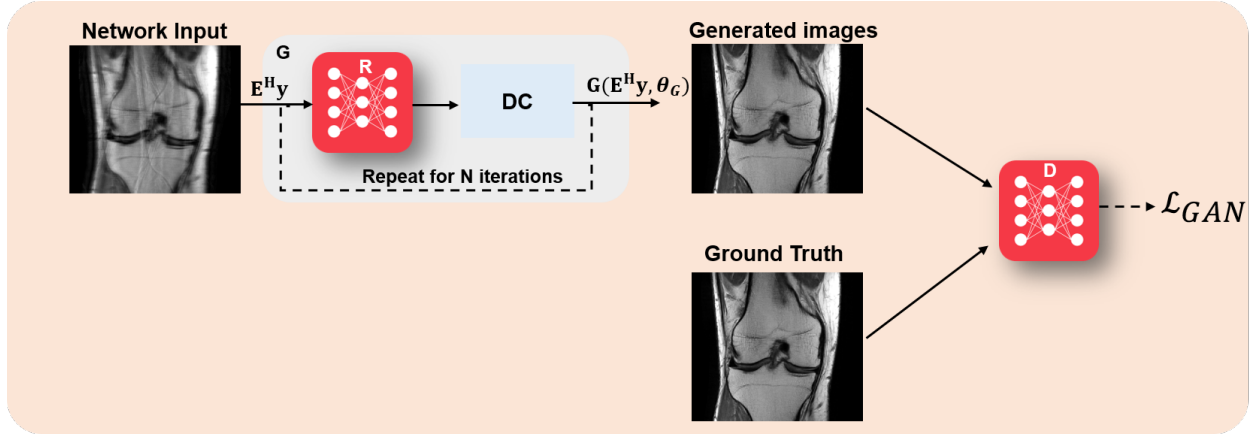 Network Input
G
E^H y
R
DC
G(E^H y, θ_G)
Repeat for N iterations
Generated images
Ground Truth
D
ℒ_GAN